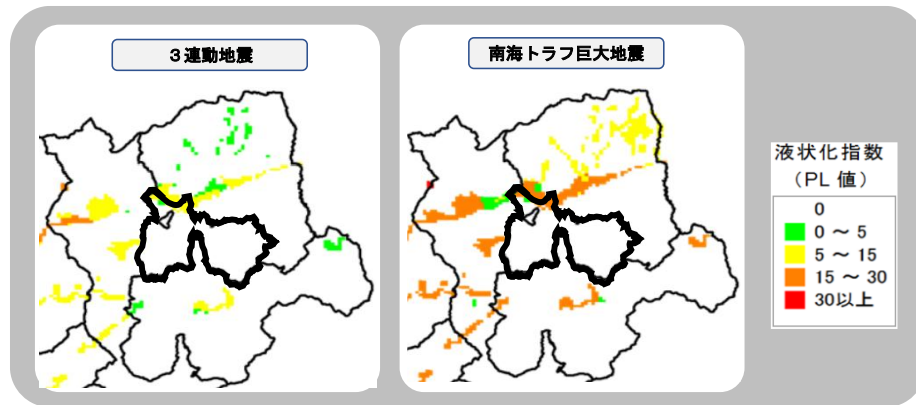 ３連動地震
南海トラフ巨大地震
液状化指数
（PL 値）
0
0 ～ 5
5 ～ 15
15 ～ 30
30以上